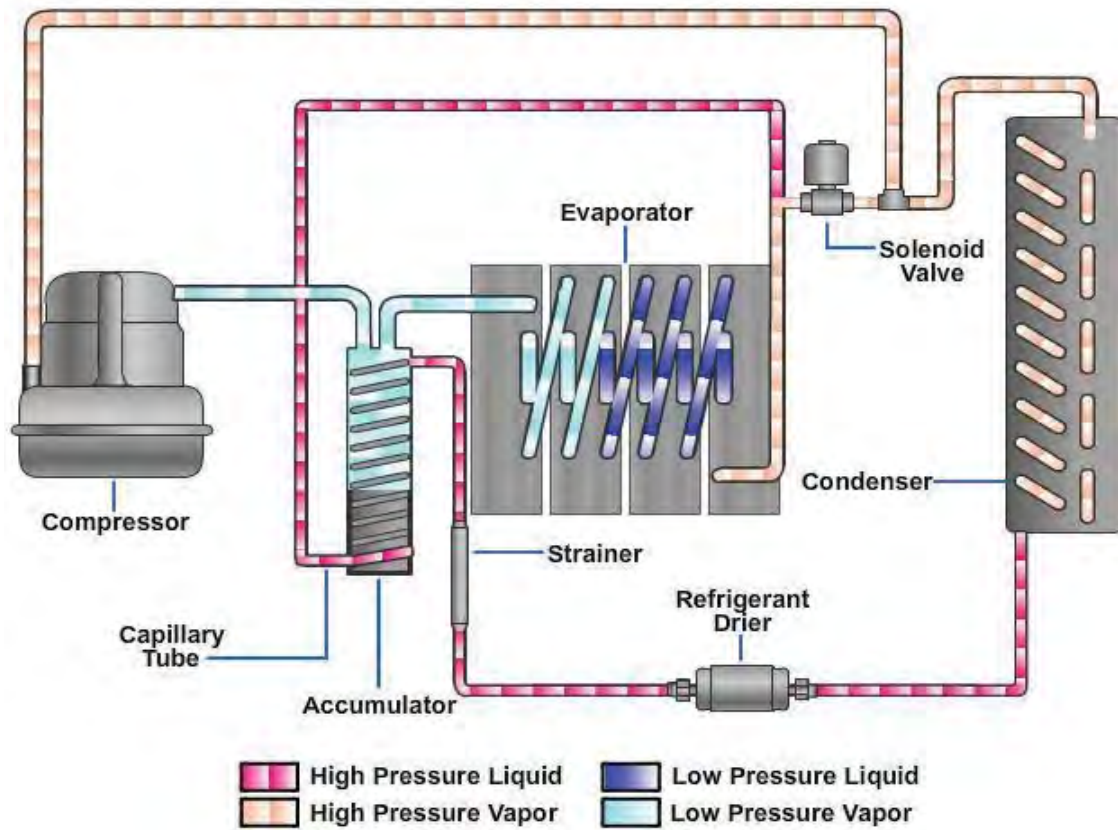 Evaporator
Solenoid
Valve
Compressor
Condenser
Strainer
Refrigerant
Drier
Capillary
Tube
Accumulator
High Pressure Liquid
Low Pressure Liquid
High Pressure Vapor
Low Pressure Vapor